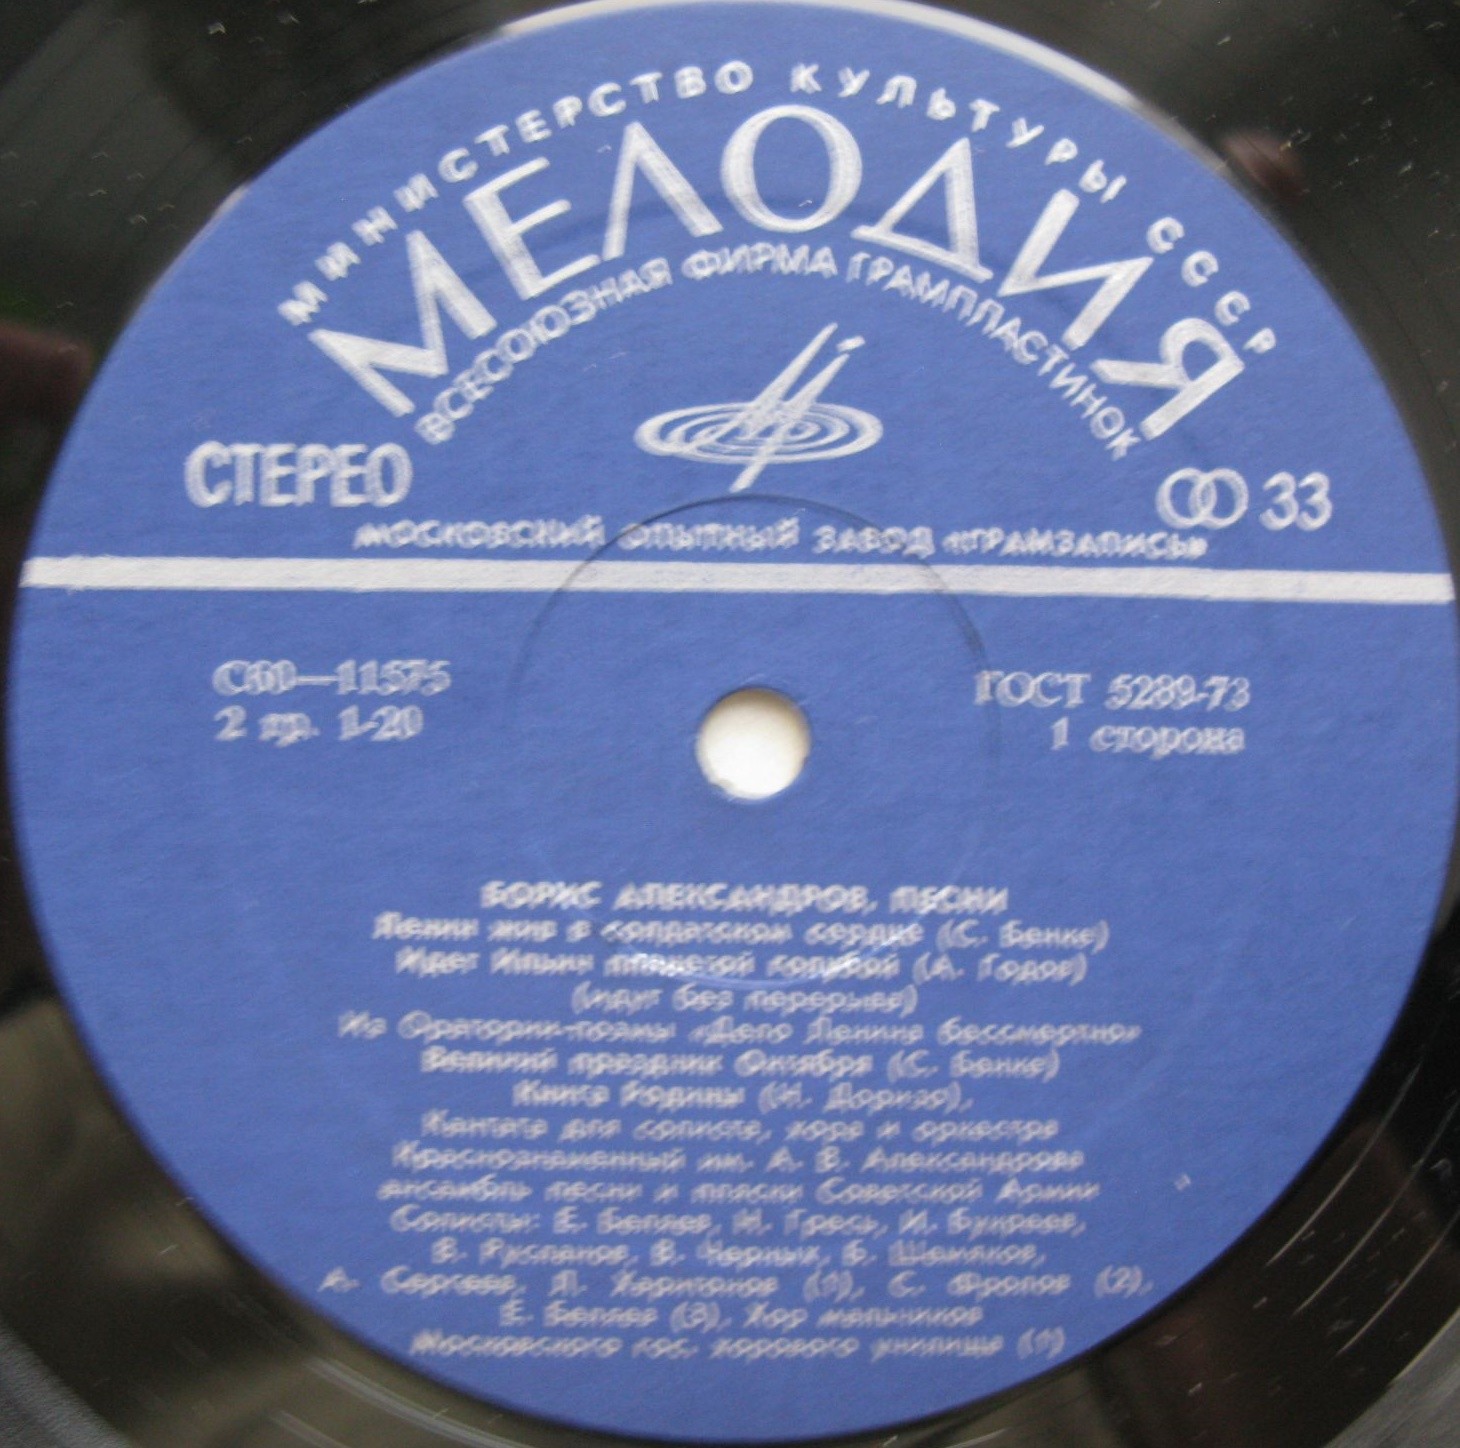 МИНИСТЕРСТВО КУЛЬТУРЫ СССР
МЕЛОДИЯ
ВСЕСОЮЗНАЯ ФИРМА ГРАМПЛАСТИНОК
СТЕРЕО
33
МОСКОВСКИЙ ОПЫТНЫЙ ЗАВОД «ГРАМЗАПИСЬ»
С60—11575
ГОСТ 5289-73
2 гр. 1-20
1 сторона
БОРИС АЛЕКСАНДРОВ, ПЕСНИ
Ленин жив в солдатском сердце (С. Бенке)
Идет Ильич планетой голубой (А. Годов)
(идут без перерыва)
Из Оратории-поэмы «Дело Ленина бессмертно»
Великий праздник Октября (С. Бенке)
Книга Родины (Н. Доризо),
Кантата для солиста, хора и оркестра
Краснознаменный им. А. В. Александрова
ансамбль песни и пляски Советской Армии
Солисты: Е. Беляев, Н. Гресь, И. Букреев,
В. Русланов, В. Черных, Б. Шемяков,
А. Сергеев, Л. Харитонов (1), С. Фролов (2),
Е. Беляев (3), Хор мальчиков
Московского гос. хорового училища (1)